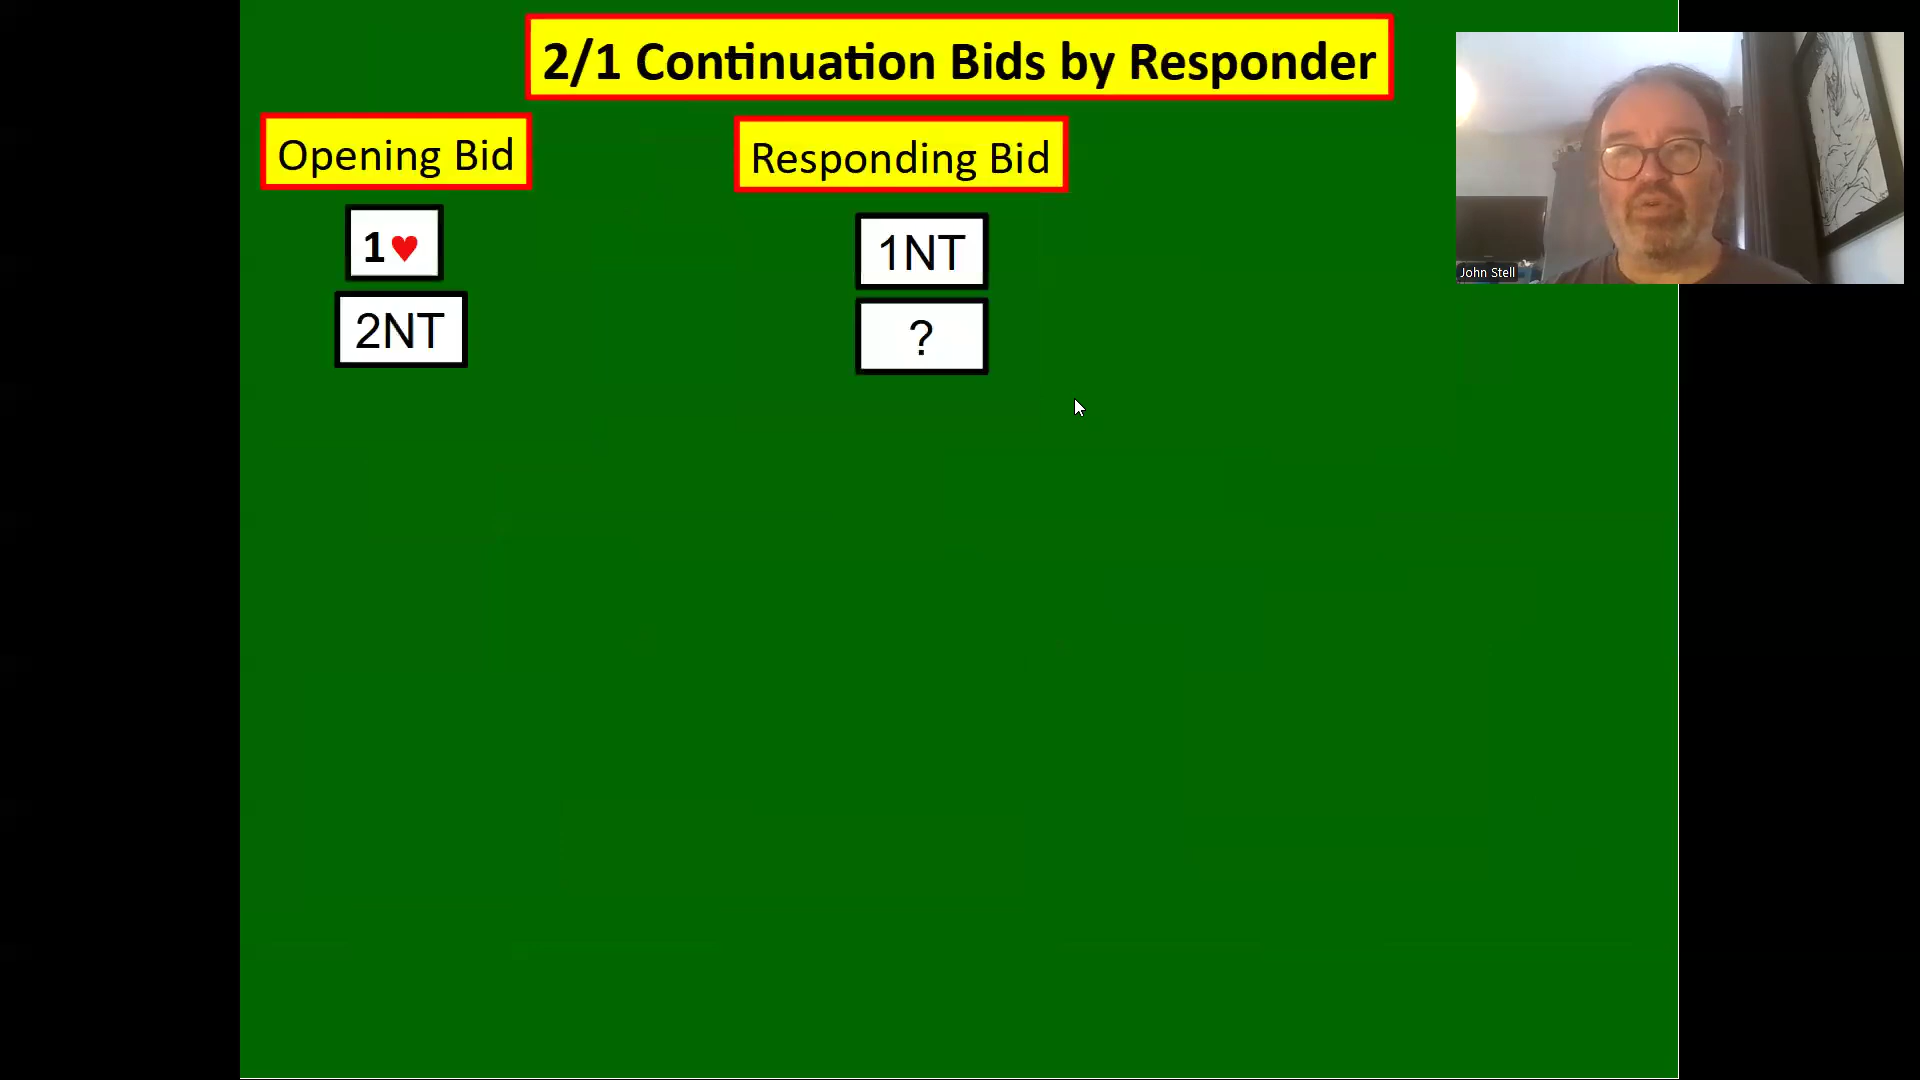 2/1 Continuation Bids by Responder
Opening Bid
Responding Bid
1♥
1NT
2NT
?
John Stell